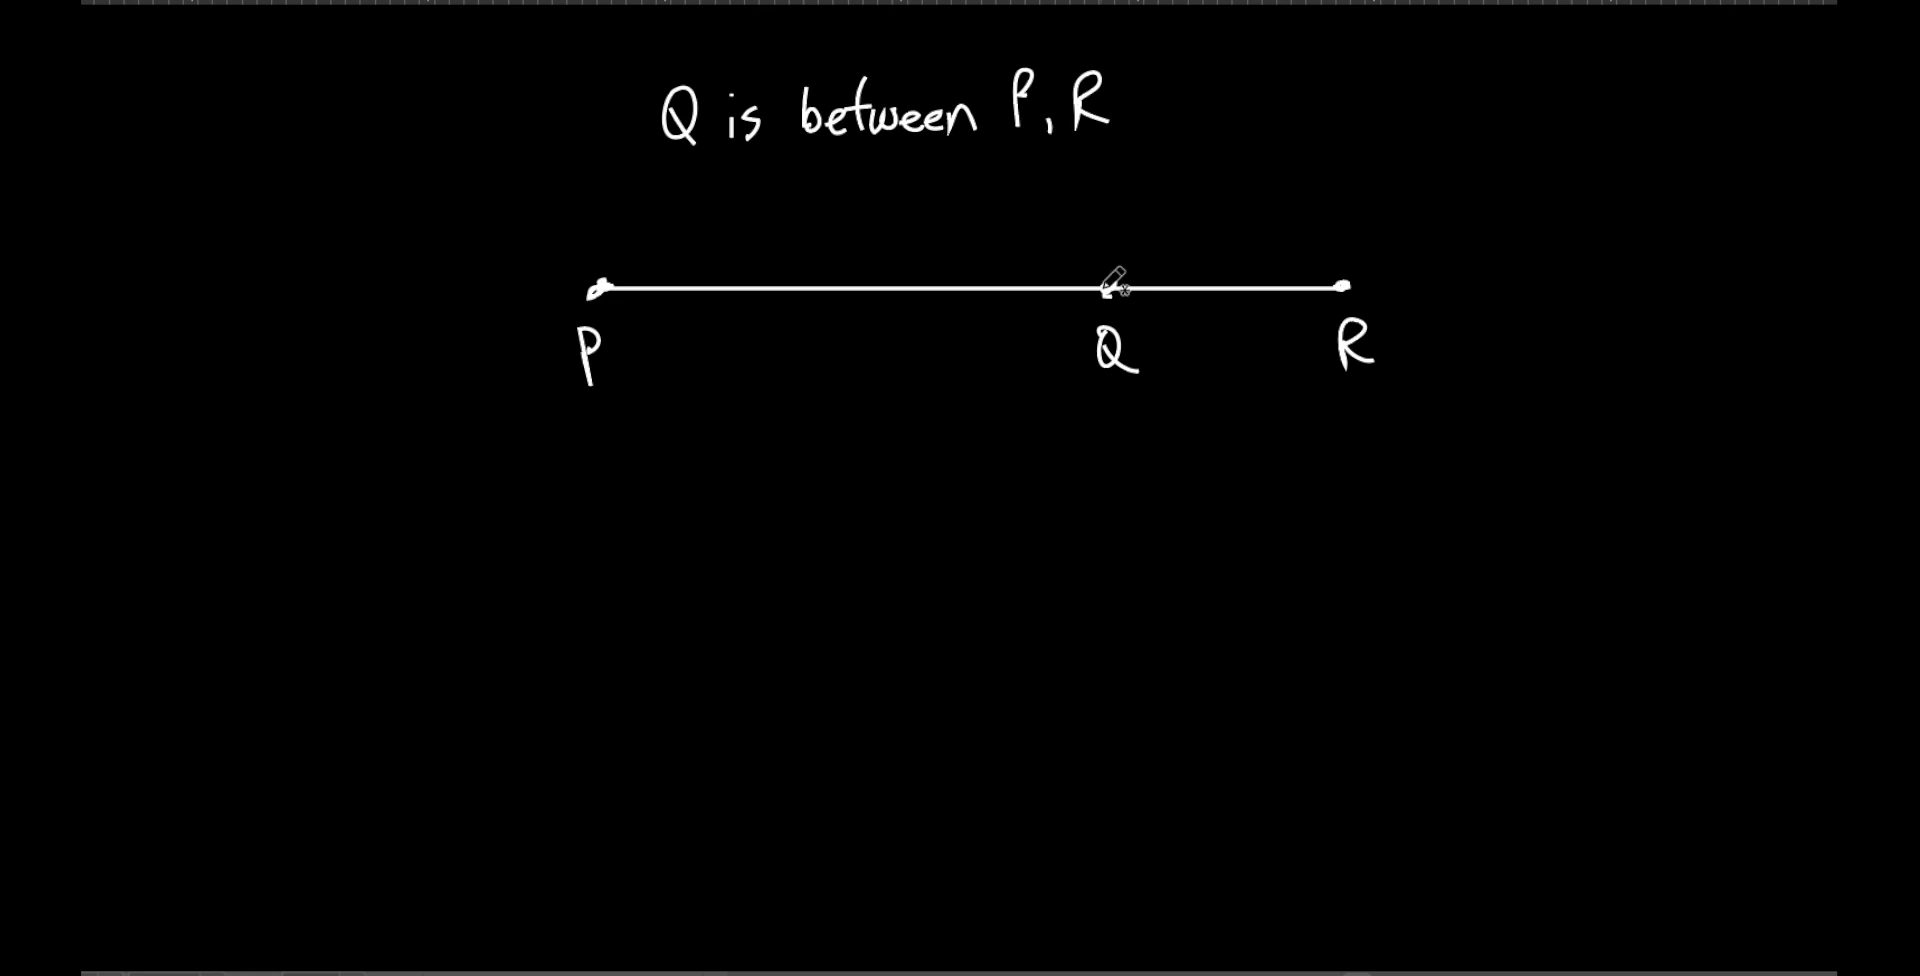 Q is between P, R
P Q R